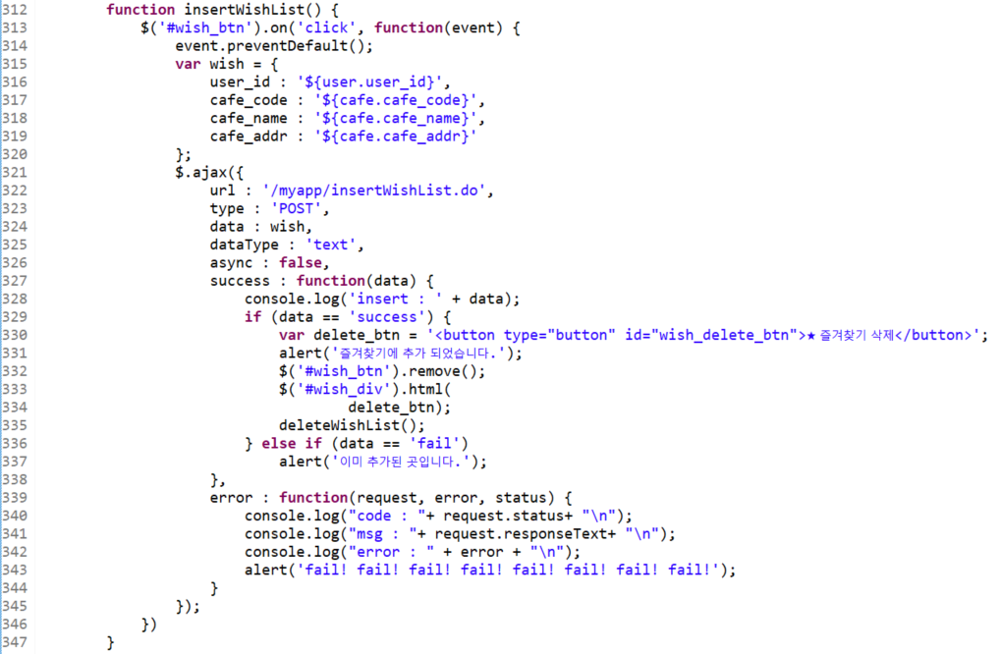 312 function insertWishList() {
313 $('#wish_btn').on('click', function(event) {
314 event.preventDefault();
315 var wish = {
316 user_id : '${user.user_id}',
317 cafe_code : '${cafe.cafe_code}',
318 cafe_name : '${cafe.cafe_name}',
319 cafe_addr : '${cafe.cafe_addr}'
320 };
321 $.ajax({
322 url : '/myapp/insertWishList.do',
323 type : 'POST',
324 data : wish,
325 dataType : 'text',
326 async : false,
327 success : function(data) {
328 console.log('insert : ' + data);
329 if (data == 'success') {
330 var delete_btn = '<button type="button" id="wish_delete_btn">★ 즐겨찾기 삭제</button>';
331 alert('즐겨찾기에 추가 되었습니다.');
332 $('#wish_btn').remove();
333 $('#wish_div').html(
334 delete_btn);
335 deleteWishList();
336 } else if (data == 'fail')
337 alert('이미 추가된 곳입니다.');
338 },
339 error : function(request, error, status) {
340 console.log("code : "+ request.status+ "\n");
341 console.log("msg : "+ request.responseText+ "\n");
342 console.log("error : " + error + "\n");
343 alert('fail! fail! fail! fail! fail! fail! fail! fail!');
344 }
345 });
346 })
347 }